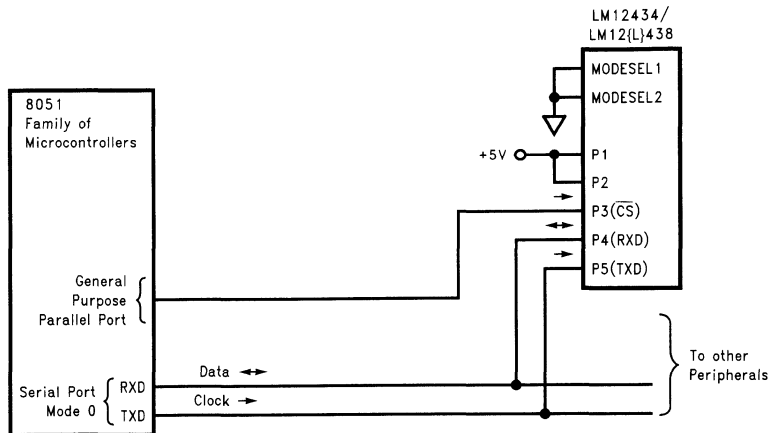 LM12434/
LM12{L}438
MODESEL1
MODESEL2
+5V
P1
P2
P3(C̅S̅)
P4(RXD)
P5(TXD)
8051
Family of
Microcontrollers
General
Purpose
Parallel Port
Serial Port
Mode 0
RXD
TXD
Data
Clock
To other
Peripherals